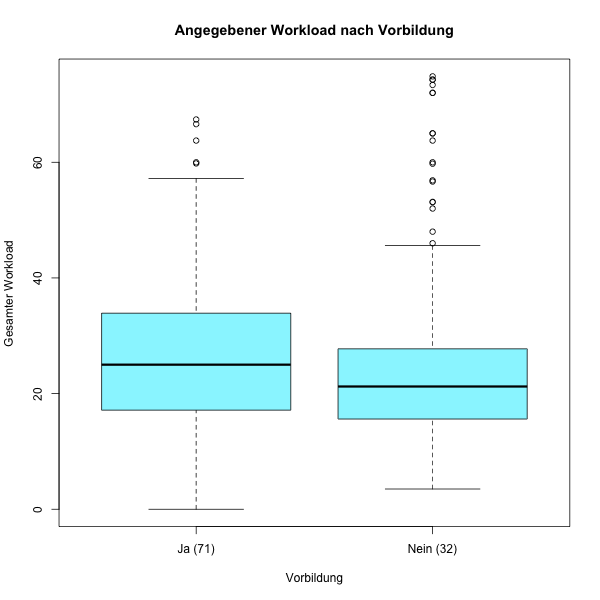 Angegebener Workload nach Vorbildung
Gesamter Workload
60
40
20
0
Ja (71)
Nein (32)
Vorbildung